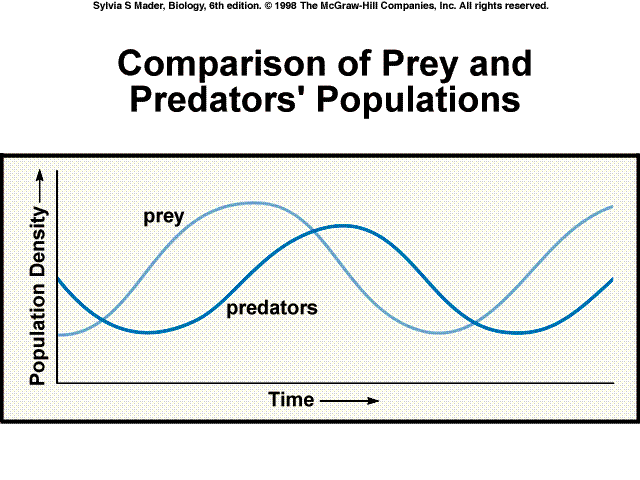 Sylvia S Mader, Biology, 6th edition. © 1998 The McGraw-Hill Companies, Inc. All rights reserved.
Comparison of Prey and
Predators' Populations
Population Density
prey
predators
Time